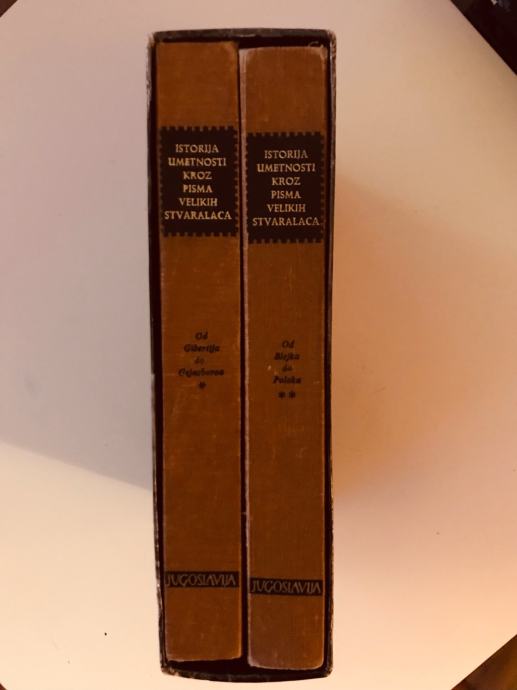 ISTORIJA
UMETNOSTI
KROZ
PISMA
VELIKIH
STVARALACA
Od
Gibertija
do
Gejnzboroa
*
JUGOSLAVIJA
ISTORIJA
UMETNOSTI
KROZ
PISMA
VELIKIH
STVARALACA
Od
Blejka
do
Poloka
**
JUGOSLAVIJA